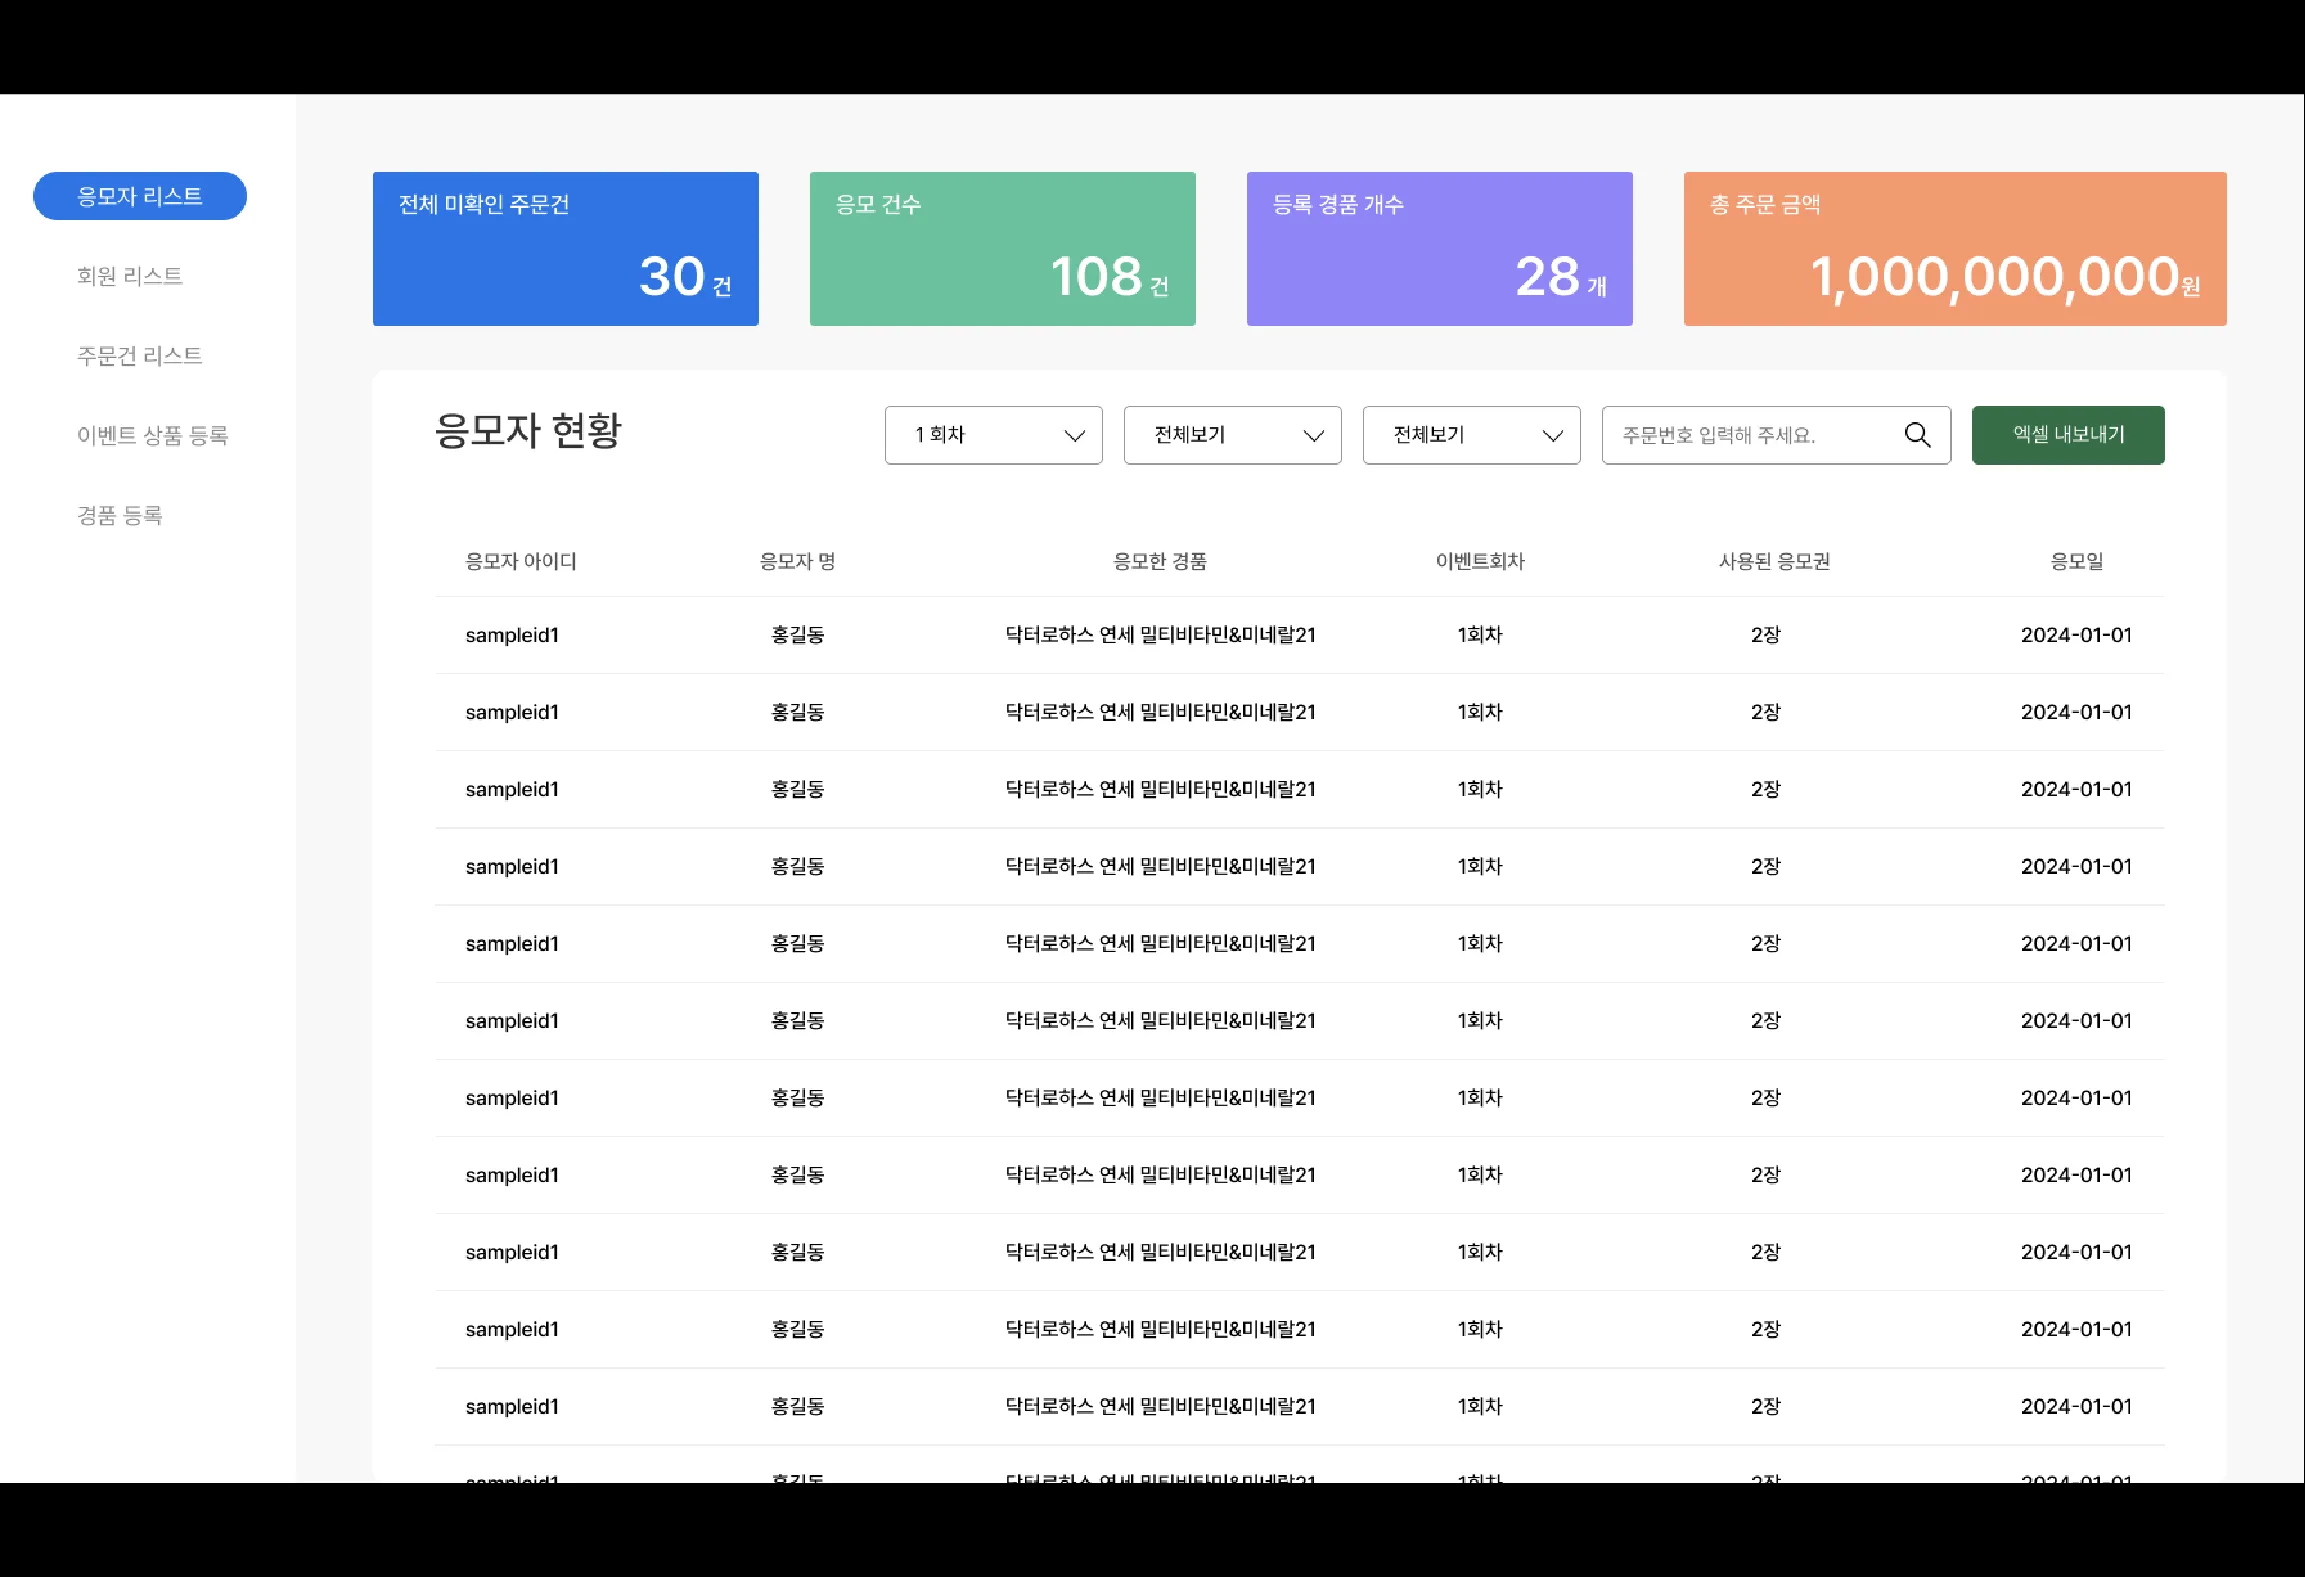 응모자 리스트
회원 리스트
주문건 리스트
이벤트 상품 등록
경품 등록
전체 미확인 주문건
30 건
응모 건수
108 건
등록 경품 개수
28 개
총 주문 금액
1,000,000,000원
응모자 현황
1 회차
전체보기
전체보기
주문번호 입력해 주세요.
엑셀 내보내기
응모자 아이디 응모자 명 응모한 경품 이벤트회차 사용된 응모권 응모일
sampleid1 홍길동 닥터로하스 연세 밀티비타민&미네랄21 1회차 2장 2024-01-01
sampleid1 홍길동 닥터로하스 연세 밀티비타민&미네랄21 1회차 2장 2024-01-01
sampleid1 홍길동 닥터로하스 연세 밀티비타민&미네랄21 1회차 2장 2024-01-01
sampleid1 홍길동 닥터로하스 연세 밀티비타민&미네랄21 1회차 2장 2024-01-01
sampleid1 홍길동 닥터로하스 연세 밀티비타민&미네랄21 1회차 2장 2024-01-01
sampleid1 홍길동 닥터로하스 연세 밀티비타민&미네랄21 1회차 2장 2024-01-01
sampleid1 홍길동 닥터로하스 연세 밀티비타민&미네랄21 1회차 2장 2024-01-01
sampleid1 홍길동 닥터로하스 연세 밀티비타민&미네랄21 1회차 2장 2024-01-01
sampleid1 홍길동 닥터로하스 연세 밀티비타민&미네랄21 1회차 2장 2024-01-01
sampleid1 홍길동 닥터로하스 연세 밀티비타민&미네랄21 1회차 2장 2024-01-01
sampleid1 홍길동 닥터로하스 연세 밀티비타민&미네랄21 1회차 2장 2024-01-01